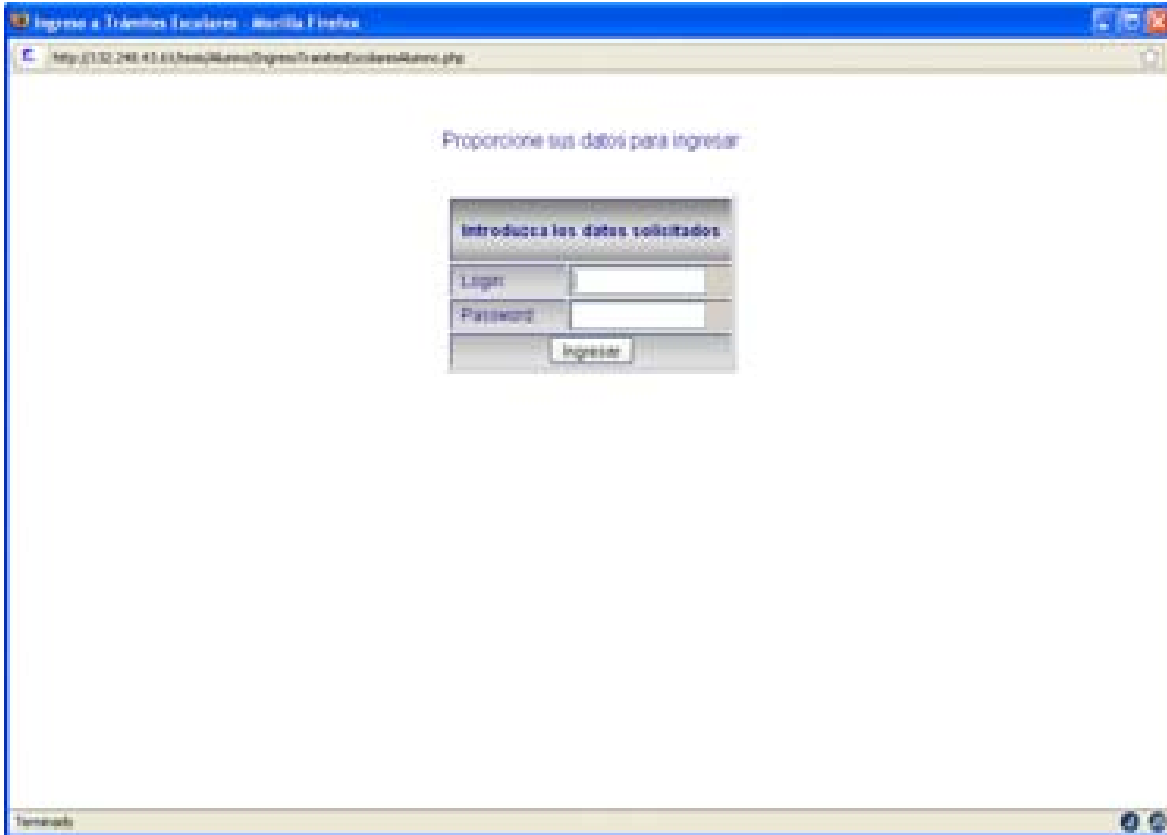 Ingreso a Trámites Escolares - Mozilla Firefox
Proporcione sus datos para ingresar
Introduzca los datos solicitados
Login
Password
Ingresar
Terminado